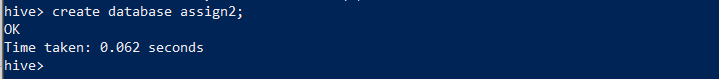 hive> create database assign2;
OK
Time taken: 0.062 seconds
hive>